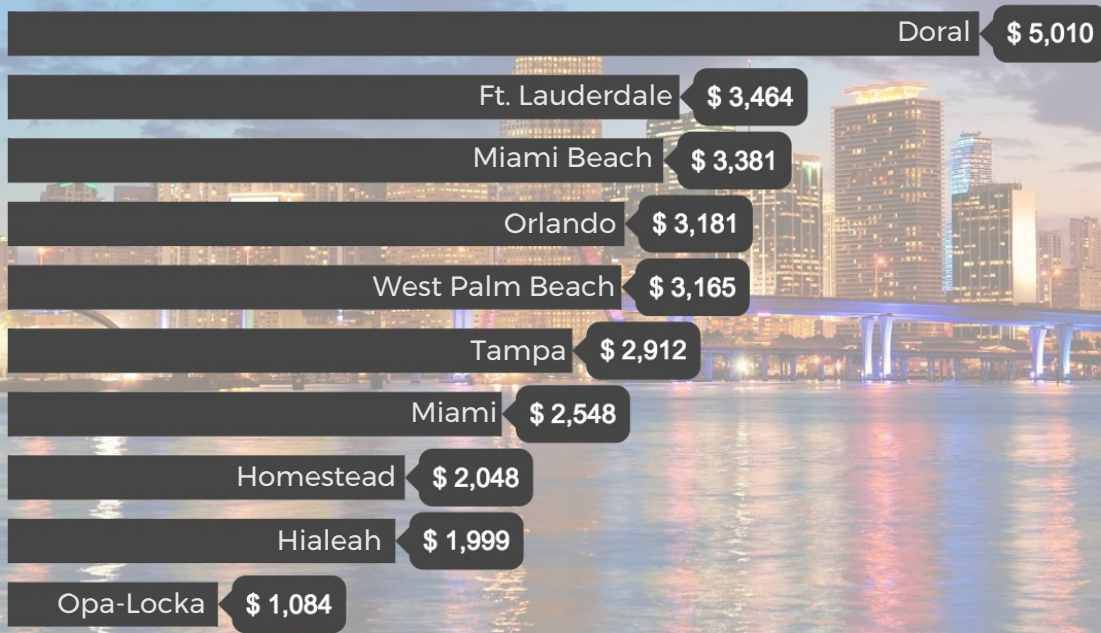 Doral $ 5,010
Ft. Lauderdale $ 3,464
Miami Beach $ 3,381
Orlando $ 3,181
West Palm Beach $ 3,165
Tampa $ 2,912
Miami $ 2,548
Homestead $ 2,048
Hialeah $ 1,999
Opa-Locka $ 1,084